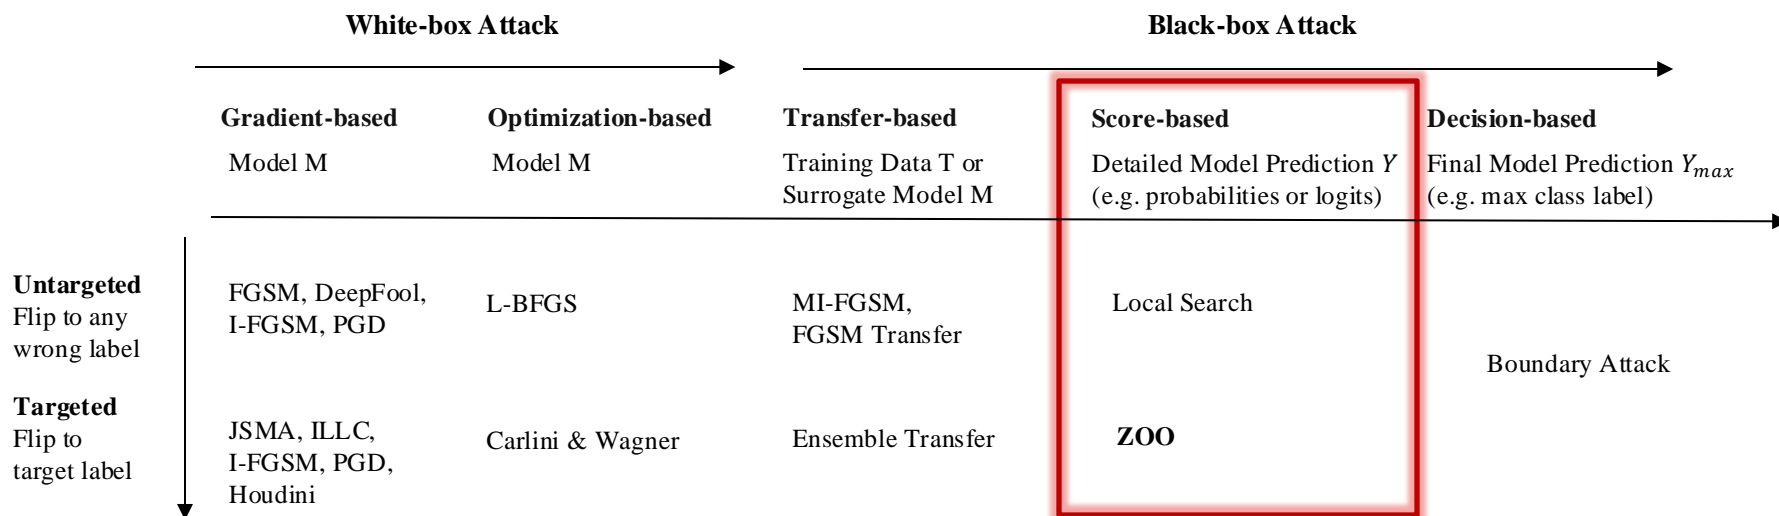 White-box Attack
Black-box Attack
Gradient-based
Optimization-based
Transfer-based
Score-based
Decision-based
Model M
Model M
Training Data T or
Surrogate Model M
Detailed Model Prediction Y
(e.g. probabilities or logits)
Final Model Prediction Y_max
(e.g. max class label)
Untargeted
Flip to any
wrong label
FGSM, DeepFool,
I-FGSM, PGD
L-BFGS
MI-FGSM,
FGSM Transfer
Local Search
Boundary Attack
Targeted
Flip to
target label
JSMA, ILLC,
I-FGSM, PGD,
Houdini
Carlini & Wagner
Ensemble Transfer
ZOO